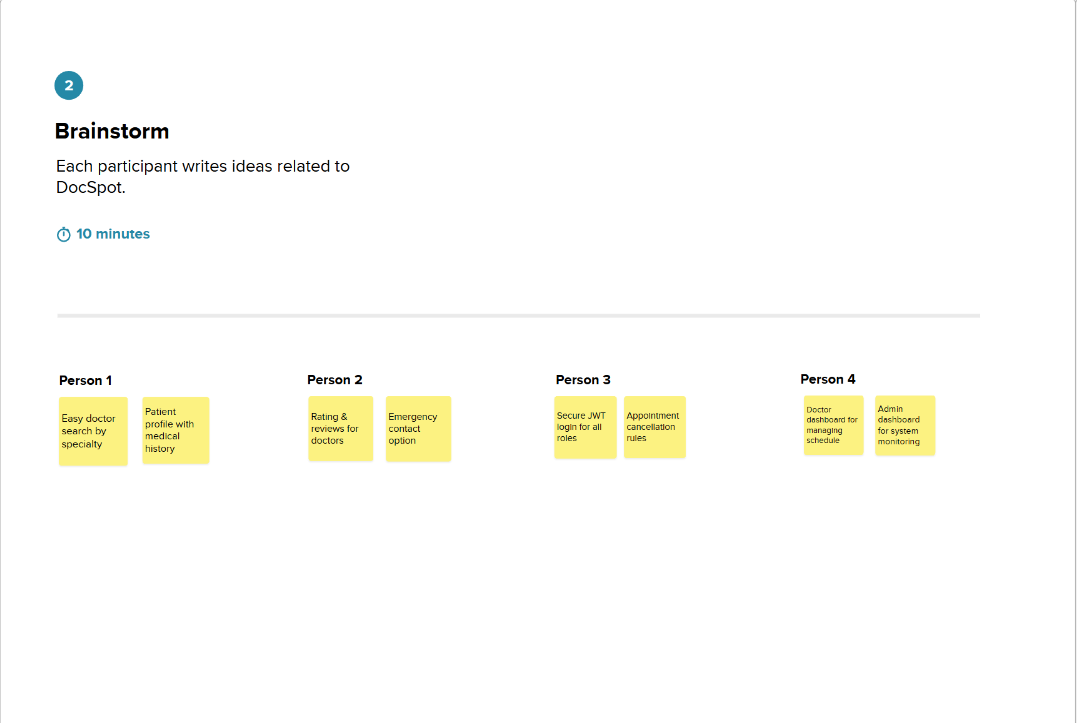 2
Brainstorm
Each participant writes ideas related to
DocSpot.
10 minutes
Person 1
Easy doctor
search by
specialty
Patient
profile with
medical
history
Person 2
Rating &
reviews for
doctors
Emergency
contact
option
Person 3
Secure JWT
login for all
roles
Appointment
cancellation
rules
Person 4
Doctor
dashboard for
managing
schedule
Admin
dashboard
for system
monitoring